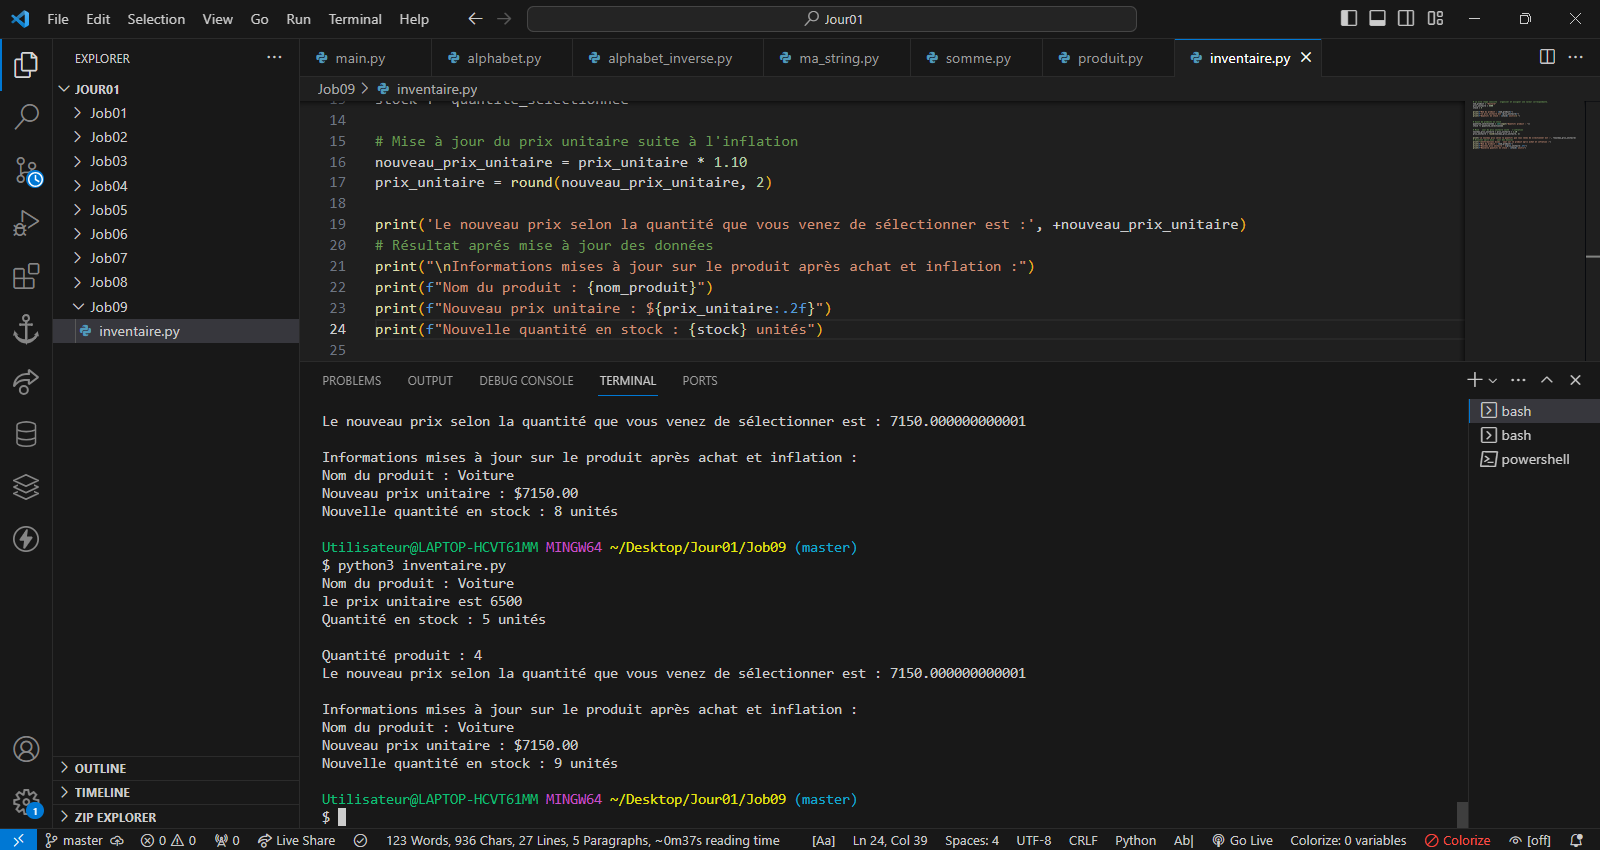 File Edit Selection View Go Run Terminal Help Jour01
EXPLORER
main.py alphabet.py alphabet_inverse.py ma_string.py somme.py produit.py inventaire.py
Job09 > inventaire.py
JOUR01
Job01
Job02
Job03
Job04
Job05
Job06
Job07
Job08
Job09
inventaire.py
OUTLINE
TIMELINE
ZIP EXPLORER
14
15 # Mise à jour du prix unitaire suite à l'inflation
16 nouveau_prix_unitaire = prix_unitaire * 1.10
17 prix_unitaire = round(nouveau_prix_unitaire, 2)
18
19 print('Le nouveau prix selon la quantité que vous venez de sélectionner est :', +nouveau_prix_unitaire)
20 # Résultat aprés mise à jour des données
21 print("\nInformations mises à jour sur le produit après achat et inflation :")
22 print(f"Nom du produit : {nom_produit}")
23 print(f"Nouveau prix unitaire : ${prix_unitaire:.2f}")
24 print(f"Nouvelle quantité en stock : {stock} unités")
25
PROBLEMS OUTPUT DEBUG CONSOLE TERMINAL PORTS
Le nouveau prix selon la quantité que vous venez de sélectionner est : 7150.000000000001
Informations mises à jour sur le produit après achat et inflation :
Nom du produit : Voiture
Nouveau prix unitaire : $7150.00
Nouvelle quantité en stock : 8 unités
Utilisateur@LAPTOP-HCVT61MM MINGW64 ~/Desktop/Jour01/Job09 (master)
$ python3 inventaire.py
Nom du produit : Voiture
le prix unitaire est 6500
Quantité en stock : 5 unités
Quantité produit : 4
Le nouveau prix selon la quantité que vous venez de sélectionner est : 7150.000000000001
Informations mises à jour sur le produit après achat et inflation :
Nom du produit : Voiture
Nouveau prix unitaire : $7150.00
Nouvelle quantité en stock : 9 unités
Utilisateur@LAPTOP-HCVT61MM MINGW64 ~/Desktop/Jour01/Job09 (master)
$
bash
bash
powershell
1
master 0 0 0 Live Share 123 Words, 936 Chars, 27 Lines, 5 Paragraphs, ~0m37s reading time [Aa] Ln 24, Col 39 Spaces: 4 UTF-8 CRLF Python Ab| Go Live Colorize: 0 variables Colorize [off]